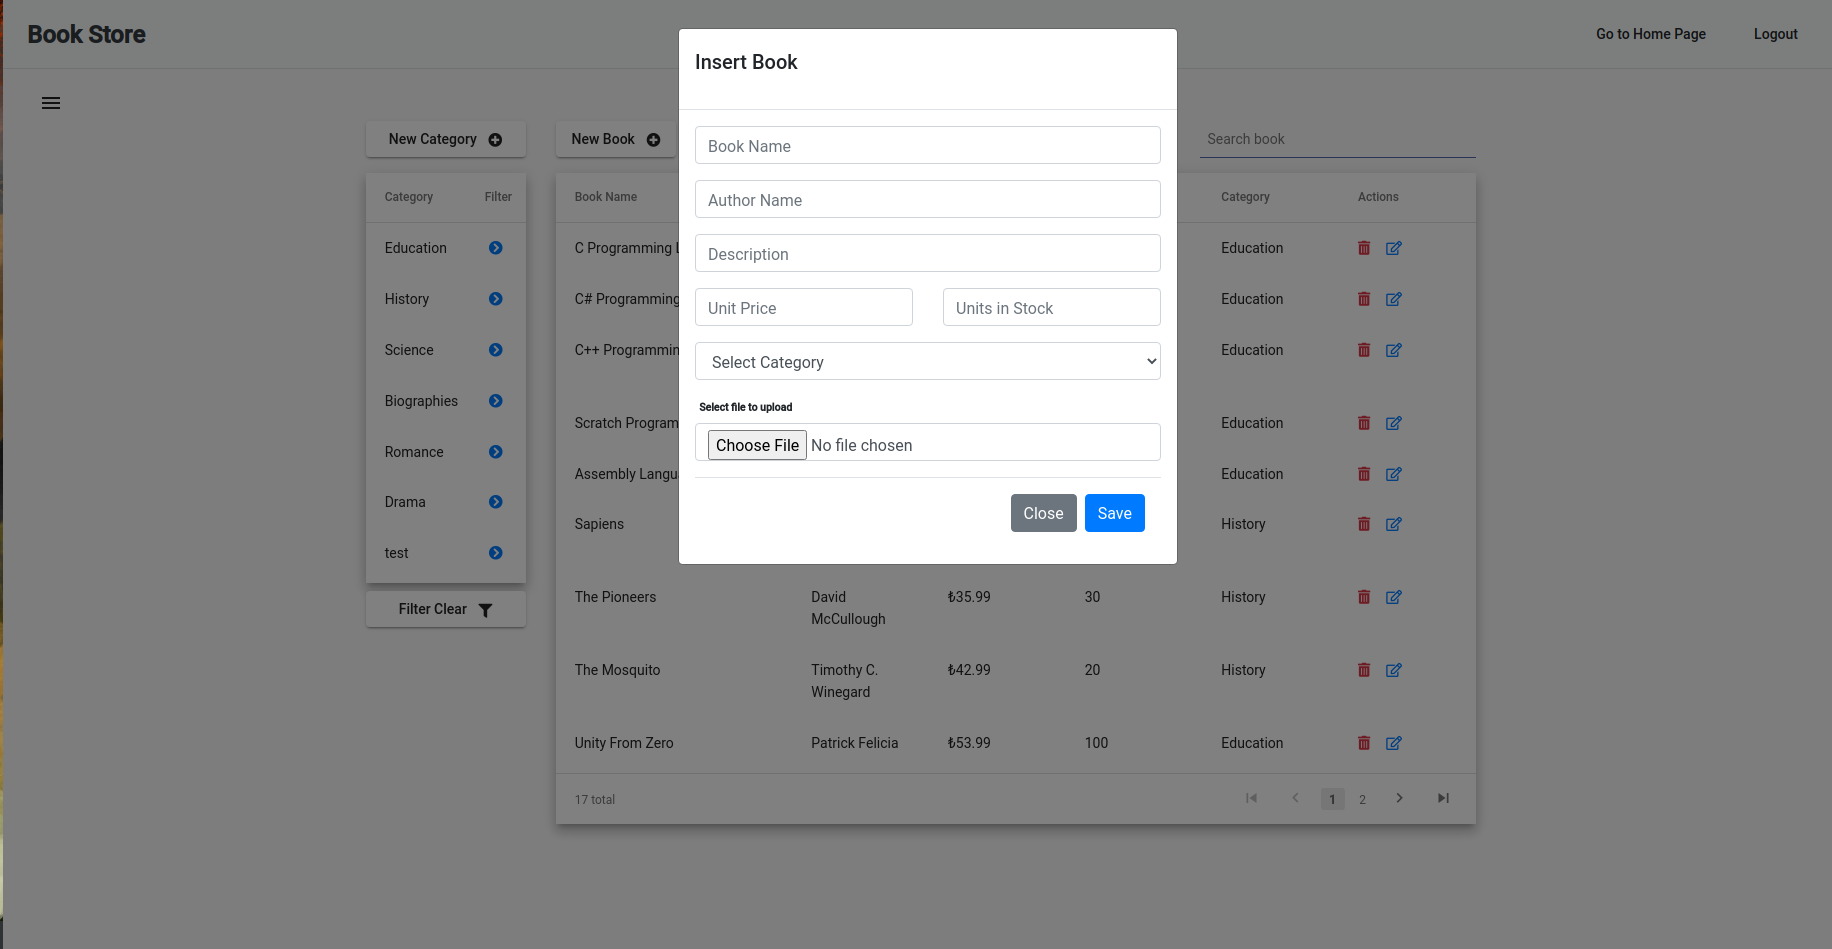 Book Store
Go to Home Page
Logout
Insert Book
New Category
New Book
Search book
Book Name
Author Name
Description
Unit Price
Units in Stock
Select Category
Select file to upload
Choose File No file chosen
Close
Save
Category Filter
Education
History
Science
Biographies
Romance
Drama
test
Filter Clear
Book Name Category Actions
C Programming Education
C# Programming Education
C++ Education
Scratch Education
Assembly Education
Sapiens History
The Pioneers David McCullough ₺35.99 30 History
The Mosquito Timothy C. Winegard ₺42.99 20 History
Unity From Zero Patrick Felicia ₺53.99 100 Education
17 total
1 2